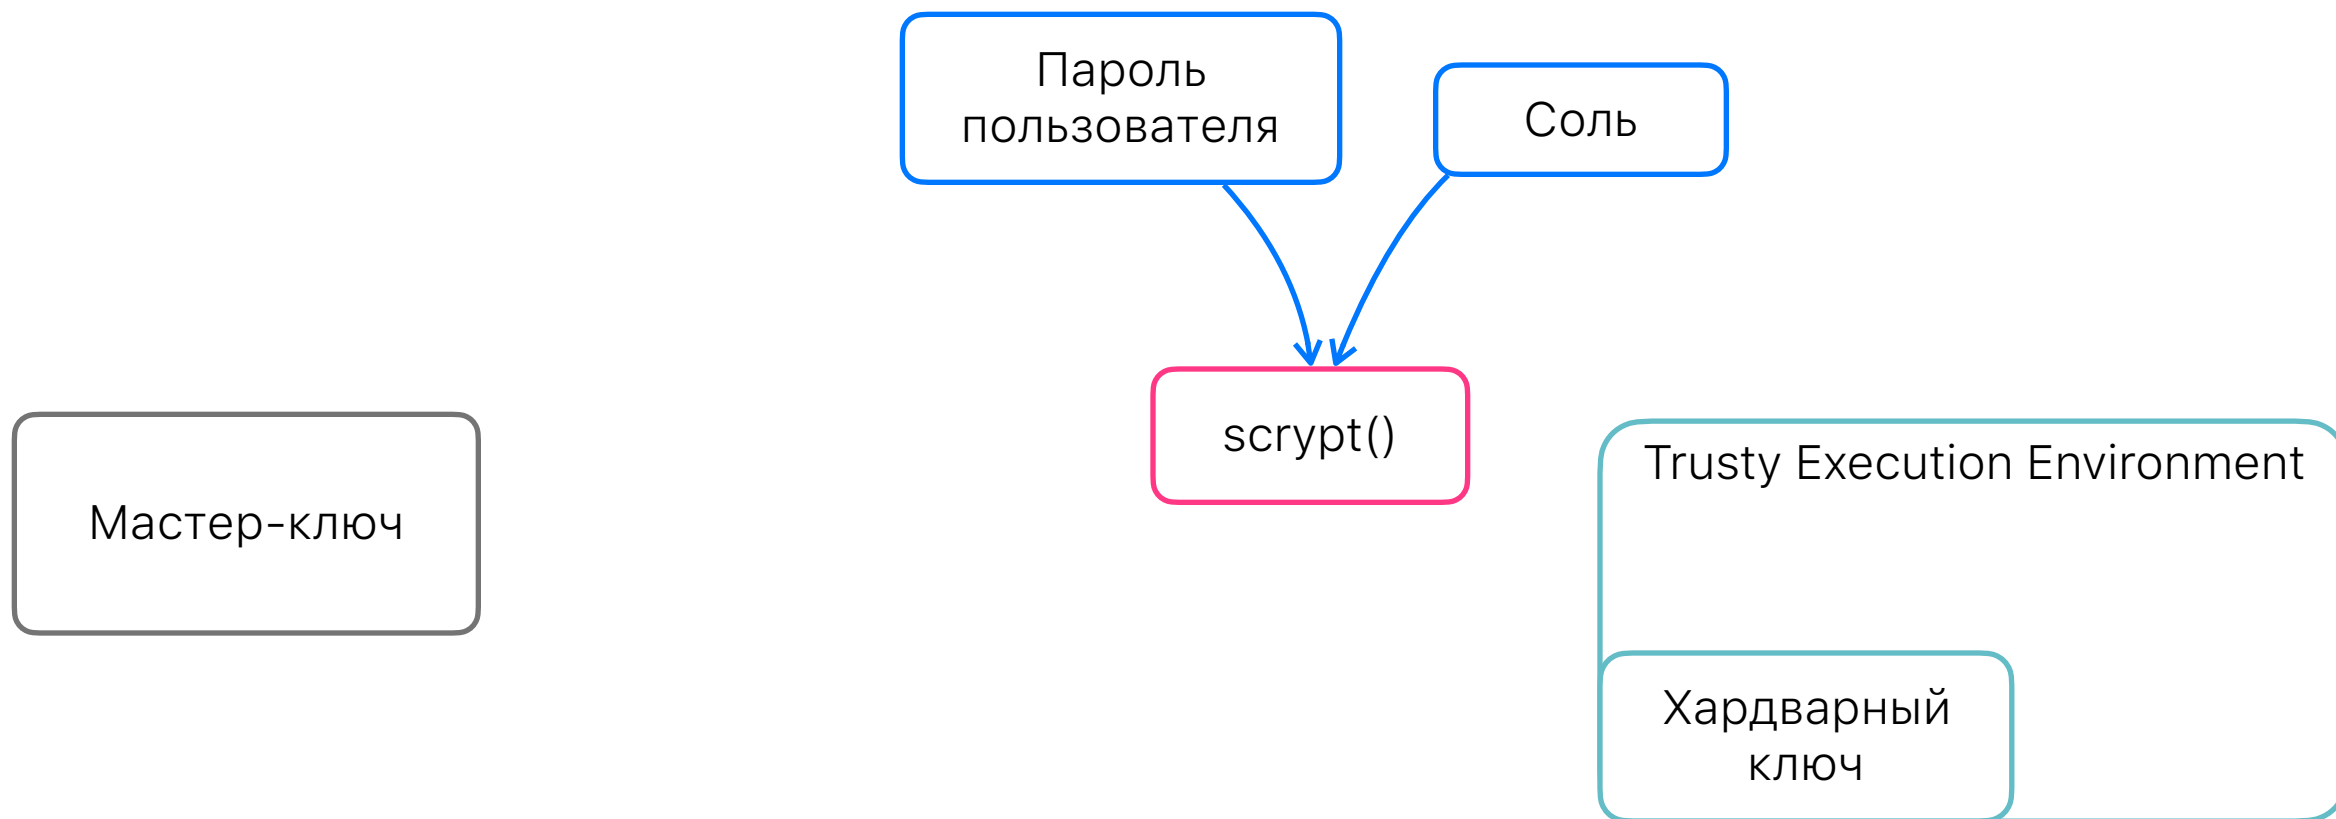 Пароль
пользователя
Соль
scrypt()
Trusty Execution Environment
Мастер-ключ
Хардварный
ключ